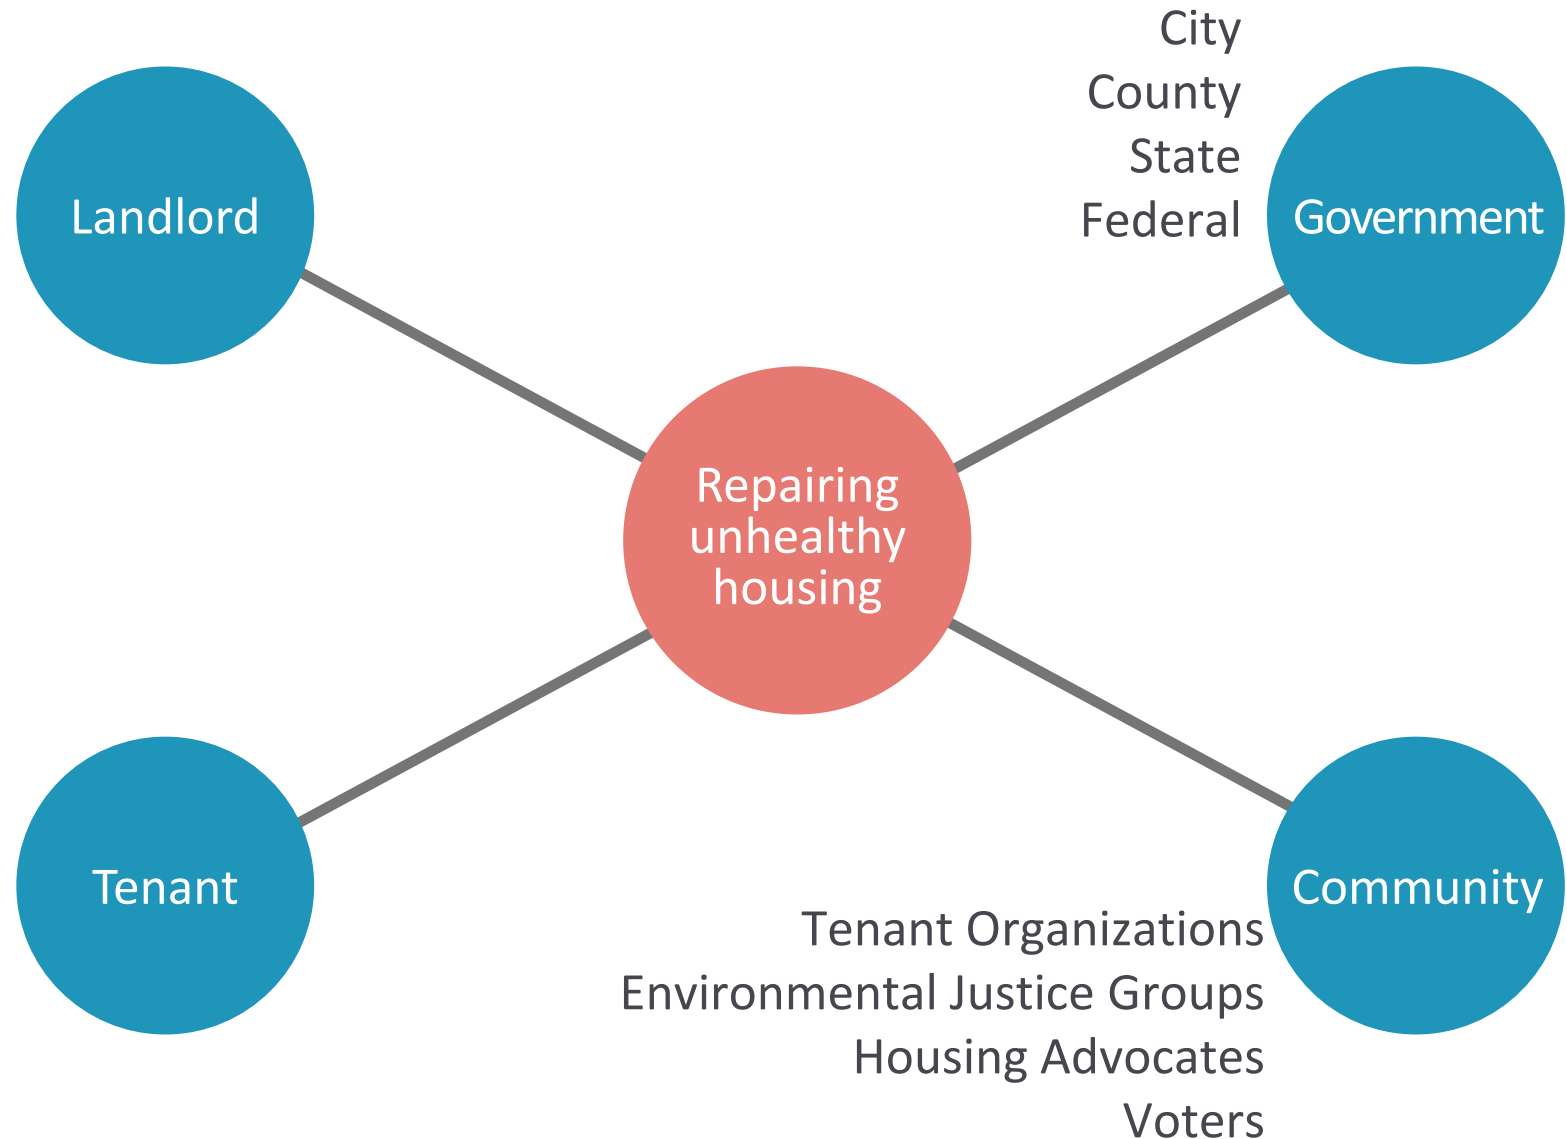 City
County
State
Federal
Landlord
Government
Repairing
unhealthy
housing
Tenant
Community
Tenant Organizations
Environmental Justice Groups
Housing Advocates
Voters